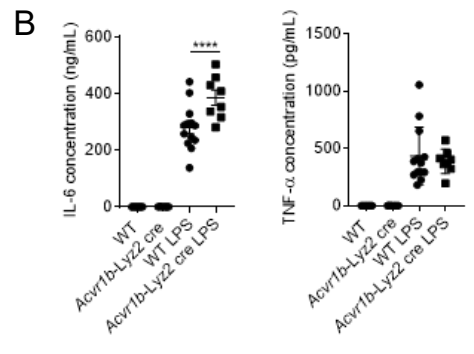 B
IL-6 concentration (ng/mL)
600
400
200
0
****
WT
Acvr1b-Lyz2 cre
WT LPS
Acvr1b-Lyz2 cre LPS
TNF-α concentration (pg/mL)
1500
1000
500
0
WT
Acvr1b-Lyz2 cre
WT LPS
Acvr1b-Lyz2 cre LPS